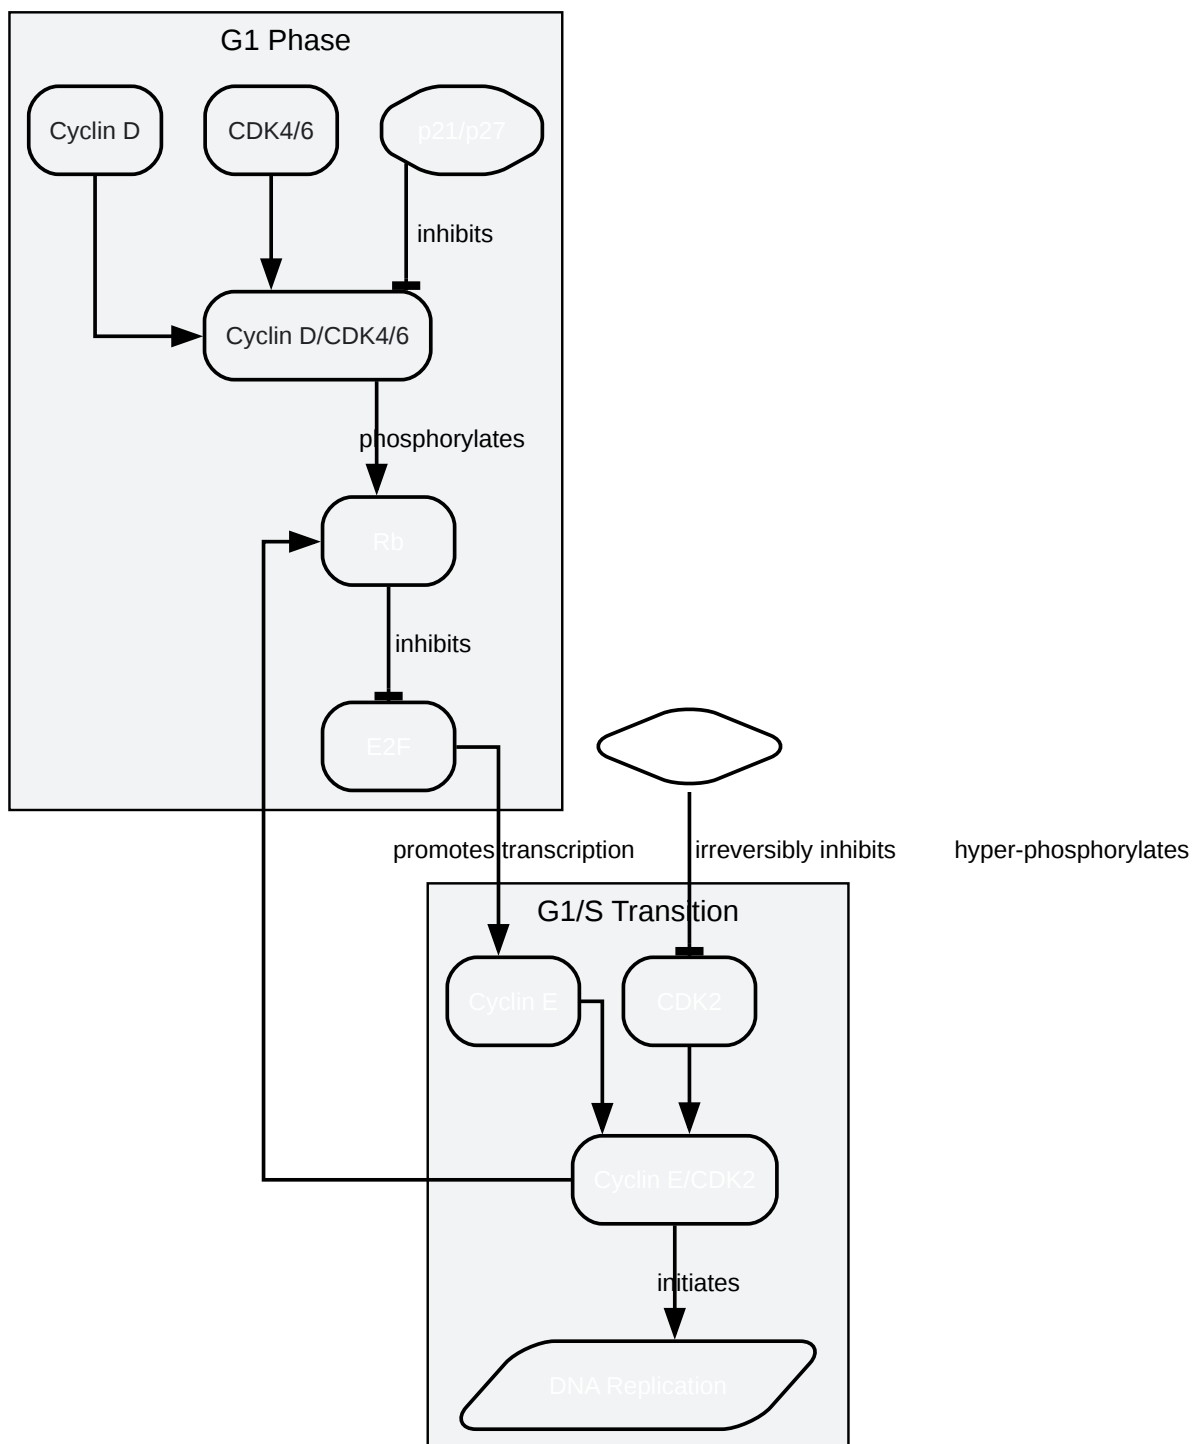 G1 Phase
Cyclin D
CDK4/6
p21/p27
inhibits
Cyclin D/CDK4/6
phosphorylates
Rb
inhibits
E2F
promotes transcription
irreversibly inhibits
hyper-phosphorylates
G1/S Transition
Cyclin E
CDK2
Cyclin E/CDK2
initiates
DNA Replication